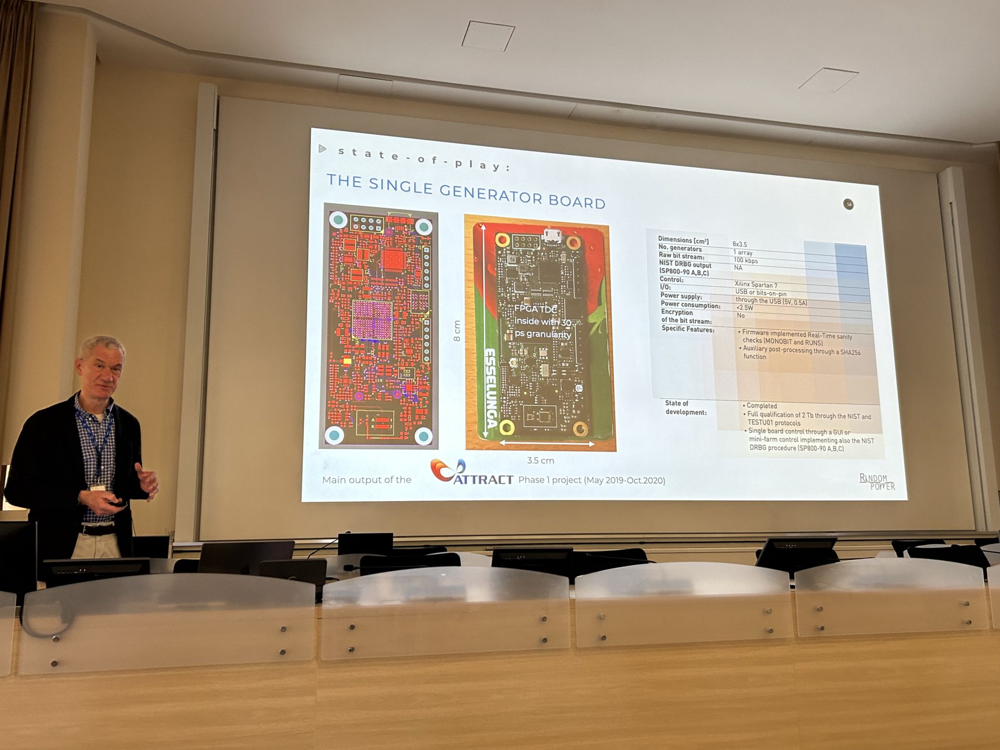 state-of-play:
THE SINGLE GENERATOR BOARD
16
8 cm
FPGA TDC
inside with 30
ps granularity
ESSELUNGA
3.5 cm
Dimensions [cm²] 8x3.5
No. generators 1 array
Raw bit stream: 100 kbps
NIST DRBG output NA
(SP800-90 A,B,C)
Control: Xilinx Spartan 7
I/O: USB or bits-on-pin
Power supply: through the USB (5V, 0.5A)
Power consumption: <2.5W
Encryption No
of the bit stream:
Specific Features: • Firmware implemented Real-Time sanity
checks (MONOBIT and RUNS)
• Auxiliary post-processing through a SHA256
function
State of • Completed
development: • Full qualification of 2 Tb through the NIST and
TESTU01 protocols
• Single board control through a GUI or
mini-farm control implementing also the NIST
DRBG procedure (SP800-90 A,B,C)
Main output of the ATTRACT Phase 1 project (May 2019-Oct.2020)
RANDOM
POWER
A 1
K 2